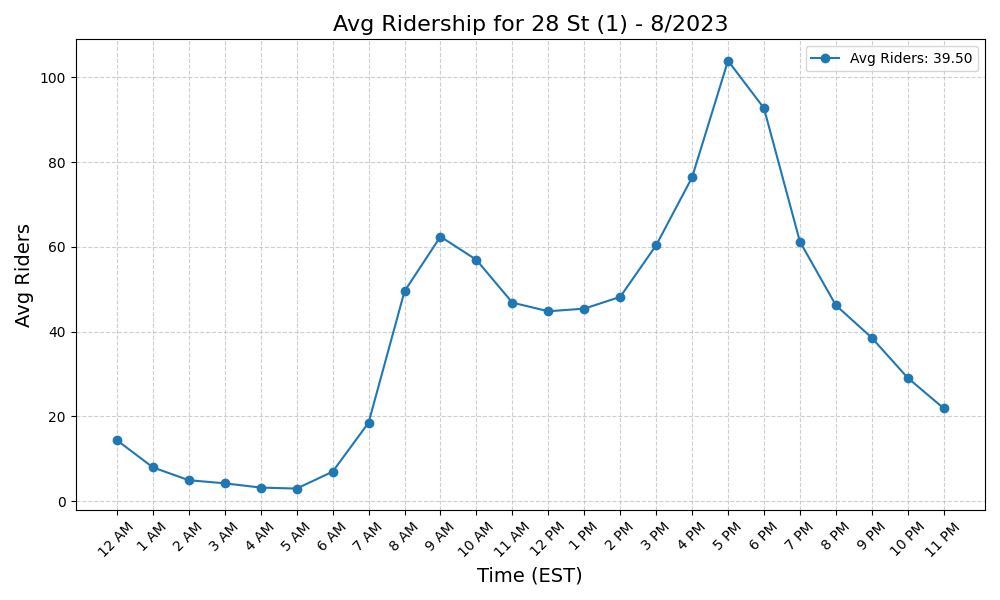 Avg Ridership for 28 St (1) - 8/2023
Avg Riders: 39.50
Avg Riders
100
80
60
40
20
0
12 AM
1 AM
2 AM
3 AM
4 AM
5 AM
6 AM
7 AM
8 AM
9 AM
10 AM
11 AM
12 PM
1 PM
2 PM
3 PM
4 PM
5 PM
6 PM
7 PM
8 PM
9 PM
10 PM
11 PM
Time (EST)